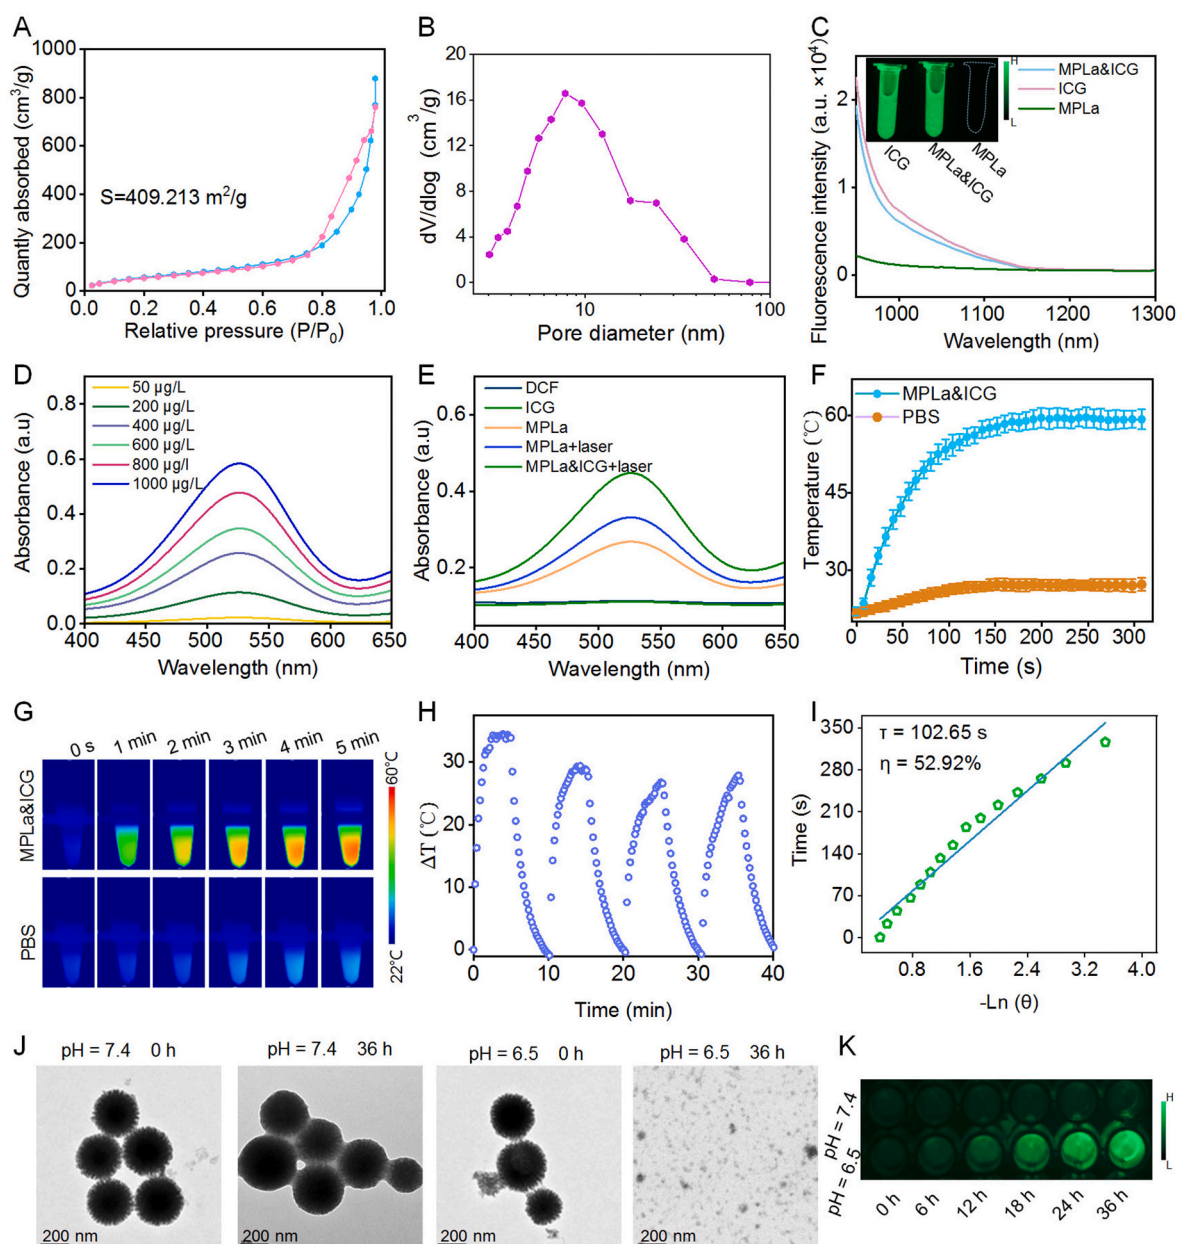 A
1000
800
600
400
200
0
Quantly absorbed (cm³/g)
S=409.213 m²/g
0.0 0.2 0.4 0.6 0.8 1.0
Relative pressure (P/P₀)
B
20
16
12
8
4
0
dV/dlog (cm³/g)
10 100
Pore diameter (nm)
C
Fluorescence intensity (a.u. ×10⁴)
2
1
0
H
L
ICG
MPLa&ICG
MPLa
MPLa&ICG
ICG
MPLa
1000 1100 1200 1300
Wavelength (nm)
D
0.8
0.6
0.4
0.2
0.0
Absorbance (a.u)
50 µg/L
200 µg/L
400 µg/L
600 µg/L
800 µg/l
1000 µg/L
400 450 500 550 600 650
Wavelength (nm)
E
0.6
0.4
0.2
Absorbance (a.u)
DCF
ICG
MPLa
MPLa+laser
MPLa&ICG+laser
400 450 500 550 600 650
Wavelength (nm)
F
60
45
30
Temperature (℃)
MPLa&ICG
PBS
0 50 100 150 200 250 300
Time (s)
G
0 s 1 min 2 min 3 min 4 min 5 min
MPLa&ICG
PBS
60°C
22°C
H
30
20
10
0
ΔT (℃)
0 10 20 30 40
Time (min)
I
350
280
210
140
70
0
Time (s)
τ = 102.65 s
η = 52.92%
0.8 1.6 2.4 3.2 4.0
-Ln (θ)
J
pH = 7.4 0 h
pH = 7.4 36 h
pH = 6.5 0 h
pH = 6.5 36 h
200 nm
200 nm
200 nm
200 nm
K
pH = 7.4
pH = 6.5
H
L
0 h 6 h 12 h 18 h 24 h 36 h